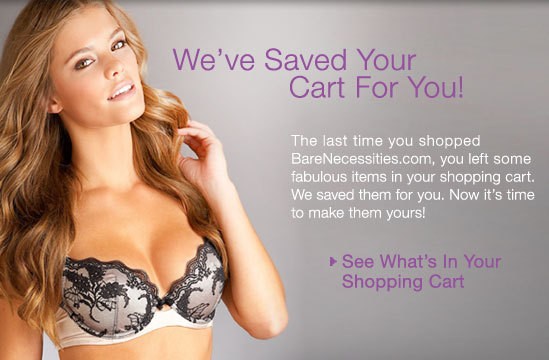 We've Saved Your
Cart For You!
The last time you shopped
BareNecessities.com, you left some
fabulous items in your shopping cart.
We saved them for you. Now it's time
to make them yours!
See What's In Your
Shopping Cart